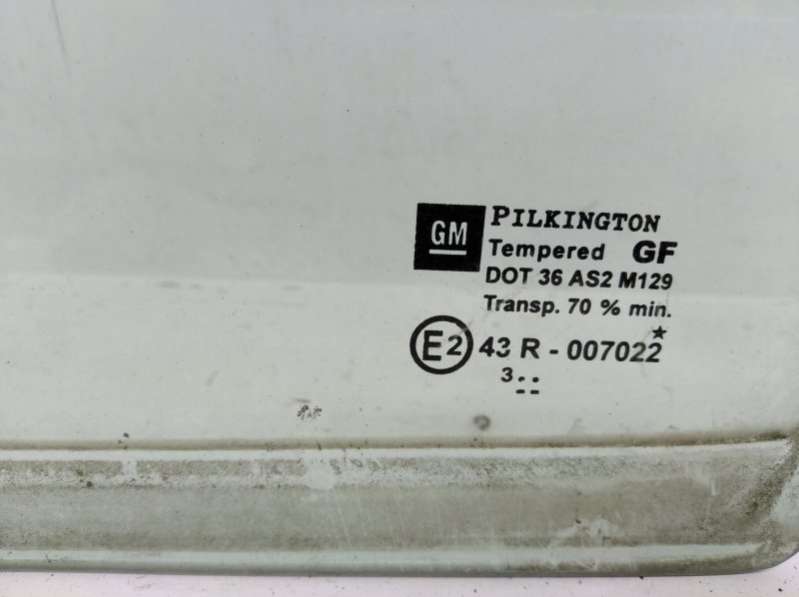 GM
PILKINGTON
Tempered GF
DOT 36 AS2 M129
Transp. 70 % min.
E2 43 R - 007022
3